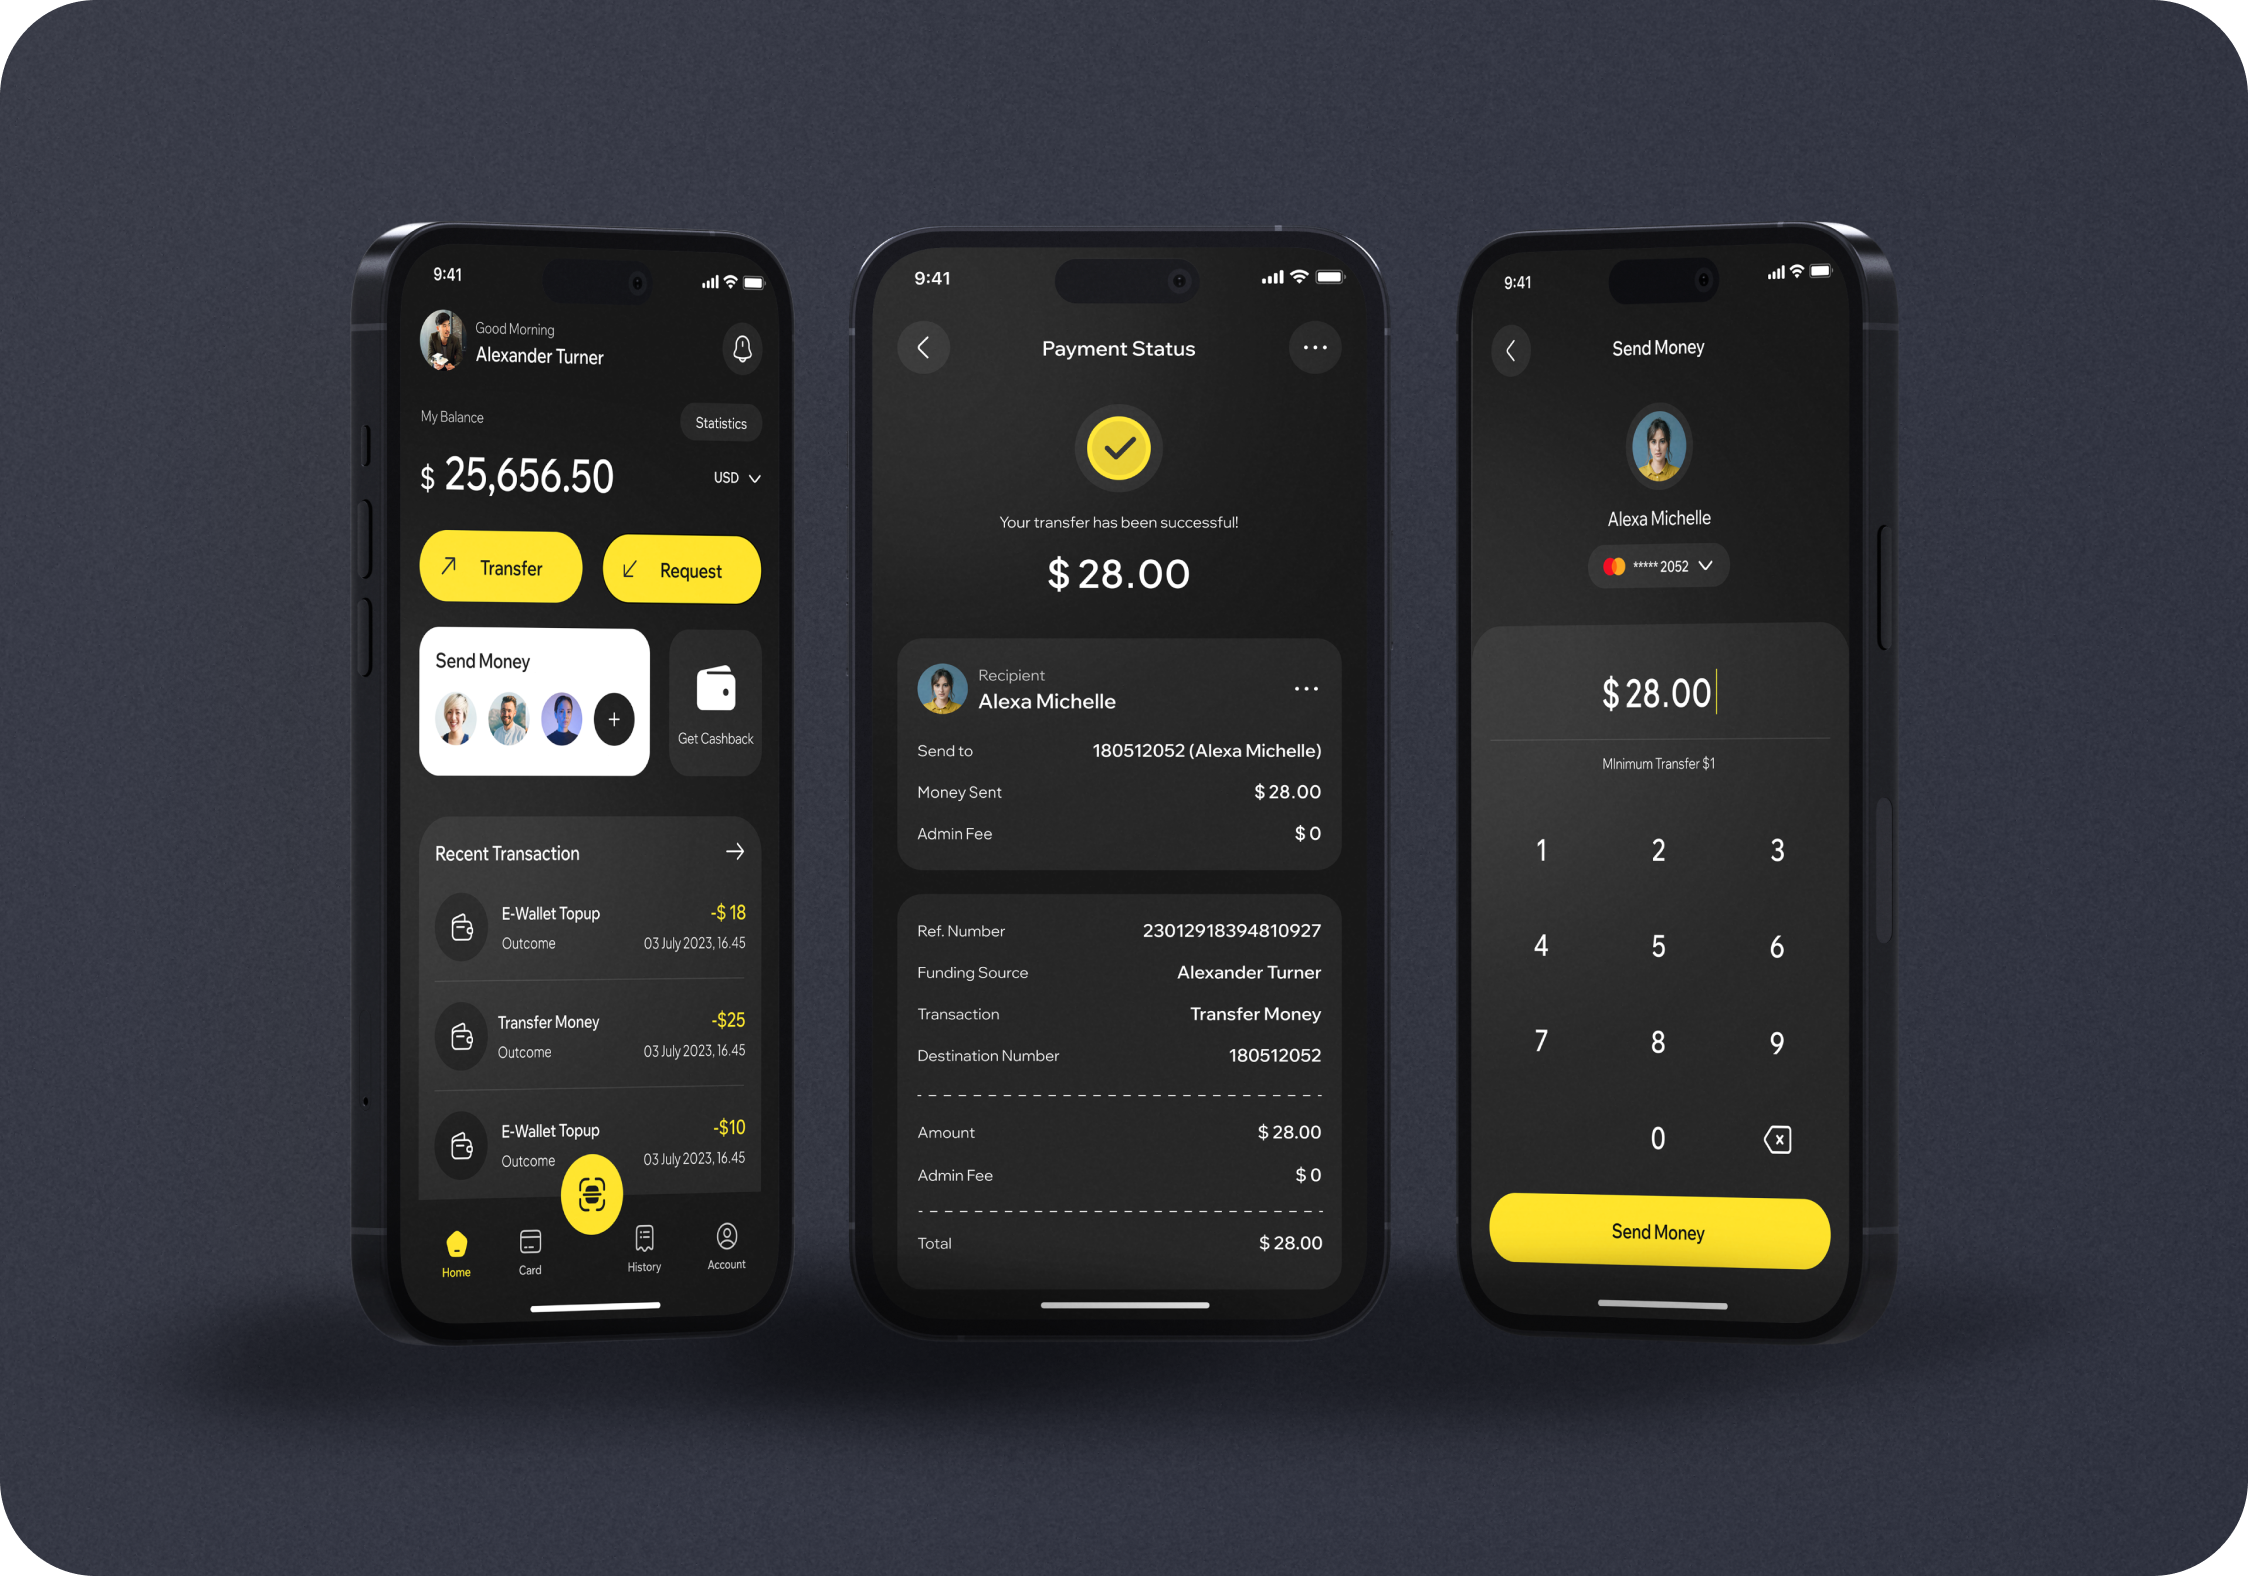 9:41
Good Morning
Alexander Turner
My Balance
Statistics
$ 25,656.50
USD
Transfer
Request
Send Money
+
Get Cashback
Recent Transaction
E-Wallet Topup
-$ 18
Outcome
03 July 2023, 16.45
Transfer Money
-$25
Outcome
03 July 2023, 16.45
E-Wallet Topup
-$10
Outcome
03 July 2023, 16.45
Home
Card
History
Account
9:41
Payment Status
Your transfer has been successful!
$ 28.00
Recipient
Alexa Michelle
Send to
180512052 (Alexa Michelle)
Money Sent
$ 28.00
Admin Fee
$ 0
Ref. Number
23012918394810927
Funding Source
Alexander Turner
Transaction
Transfer Money
Destination Number
180512052
Amount
$ 28.00
Admin Fee
$ 0
Total
$ 28.00
9:41
Send Money
Alexa Michelle
***** 2052
$ 28.00
MInimum Transfer $1
1 2 3
4 5 6
7 8 9
0
Send Money